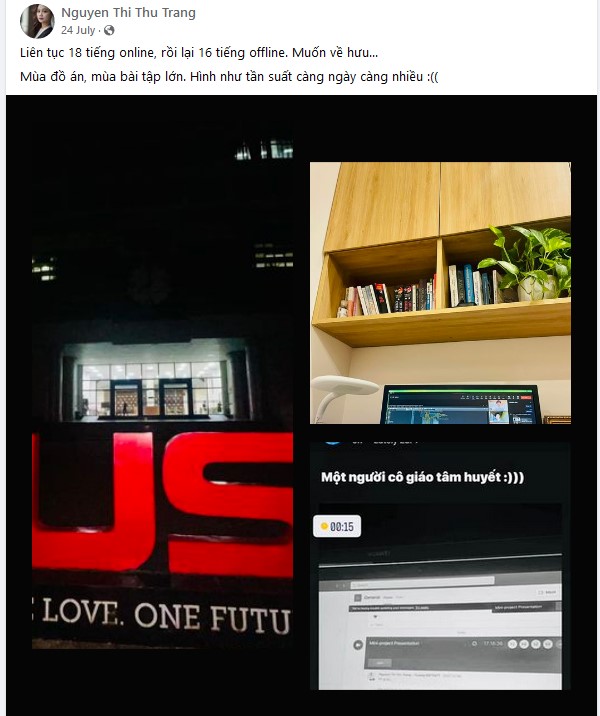 Nguyen Thi Thu Trang
24 July ·
Liên tục 18 tiếng online, rồi lại 16 tiếng offline. Muốn về hưu...
Mùa đồ án, mùa bài tập lớn. Hình như tần suất càng ngày càng nhiều :((
US
LOVE. ONE FUTU
Một người cô giáo tâm huyết :)))
00:15
HUAWEI
General
Mini-project Presentation
Mini-project Presentation